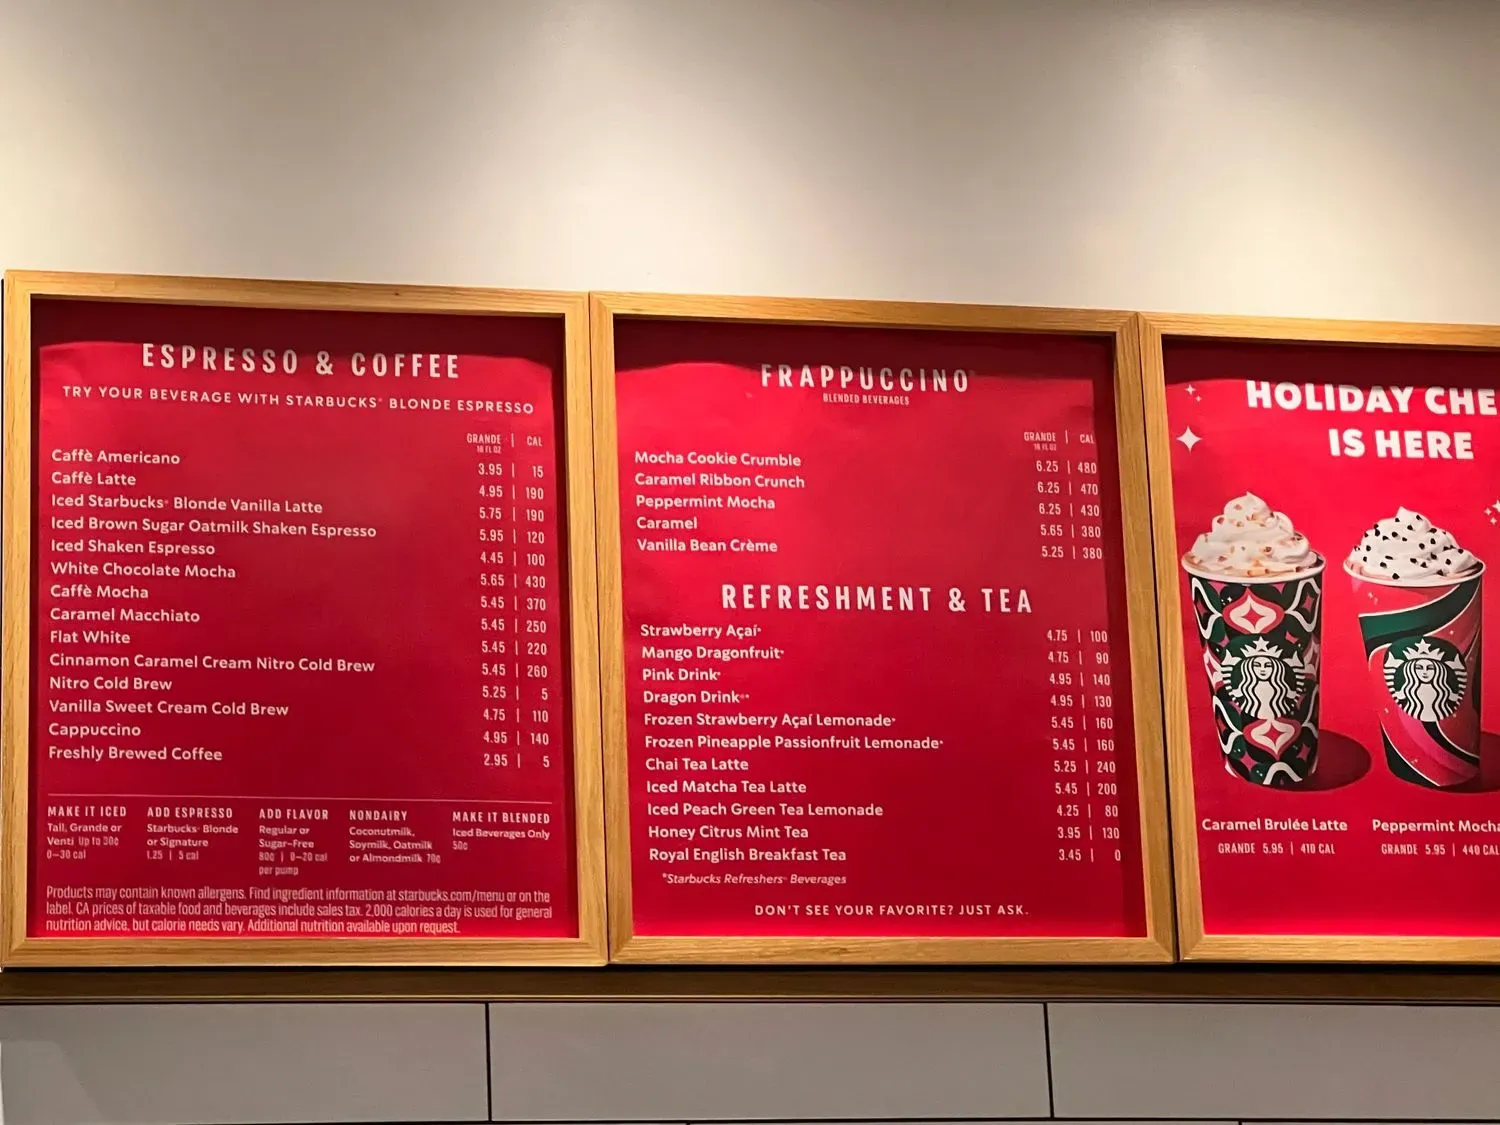 ESPRESSO & COFFEE
TRY YOUR BEVERAGE WITH STARBUCKS® BLONDE ESPRESSO
GRANDE | CAL
16 FL OZ
Caffè Americano 3.95 | 15
Caffè Latte 4.95 | 190
Iced Starbucks® Blonde Vanilla Latte 5.75 | 190
Iced Brown Sugar Oatmilk Shaken Espresso 5.95 | 120
Iced Shaken Espresso 4.45 | 100
White Chocolate Mocha 5.65 | 430
Caffè Mocha 5.45 | 370
Caramel Macchiato 5.45 | 250
Flat White 5.45 | 220
Cinnamon Caramel Cream Nitro Cold Brew 5.45 | 260
Nitro Cold Brew 5.25 | 5
Vanilla Sweet Cream Cold Brew 4.75 | 110
Cappuccino 4.95 | 140
Freshly Brewed Coffee 2.95 | 5
MAKE IT ICED
Tall, Grande or
Venti Up to 30¢
0–30 cal
ADD ESPRESSO
Starbucks® Blonde
or Signature
1.25 | 5 cal
ADD FLAVOR
Regular or
Sugar–Free
80¢ | 0–20 cal
per pump
NONDAIRY
Coconutmilk,
Soymilk, Oatmilk
or Almondmilk 70¢
MAKE IT BLENDED
Iced Beverages Only
50¢
Products may contain known allergens. Find ingredient information at starbucks.com/menu or on the
label. CA prices of taxable food and beverages include sales tax. 2,000 calories a day is used for general
nutrition advice, but calorie needs vary. Additional nutrition available upon request.
FRAPPUCCINO®
BLENDED BEVERAGES
GRANDE | CAL
16 FL OZ
Mocha Cookie Crumble 6.25 | 480
Caramel Ribbon Crunch 6.25 | 470
Peppermint Mocha 6.25 | 430
Caramel 5.65 | 380
Vanilla Bean Crème 5.25 | 380
REFRESHMENT & TEA
Strawberry Açaí* 4.75 | 100
Mango Dragonfruit* 4.75 | 90
Pink Drink* 4.95 | 140
Dragon Drink®* 4.95 | 130
Frozen Strawberry Açaí Lemonade* 5.45 | 160
Frozen Pineapple Passionfruit Lemonade* 5.45 | 160
Chai Tea Latte 5.25 | 240
Iced Matcha Tea Latte 5.45 | 200
Iced Peach Green Tea Lemonade 4.25 | 80
Honey Citrus Mint Tea 3.95 | 130
Royal English Breakfast Tea 3.45 | 0
*Starbucks Refreshers™ Beverages
DON'T SEE YOUR FAVORITE? JUST ASK.
HOLIDAY CHE
IS HERE
Caramel Brulée Latte
GRANDE 5.95 | 410 CAL
Peppermint Mocha
GRANDE 5.95 | 440 CAL